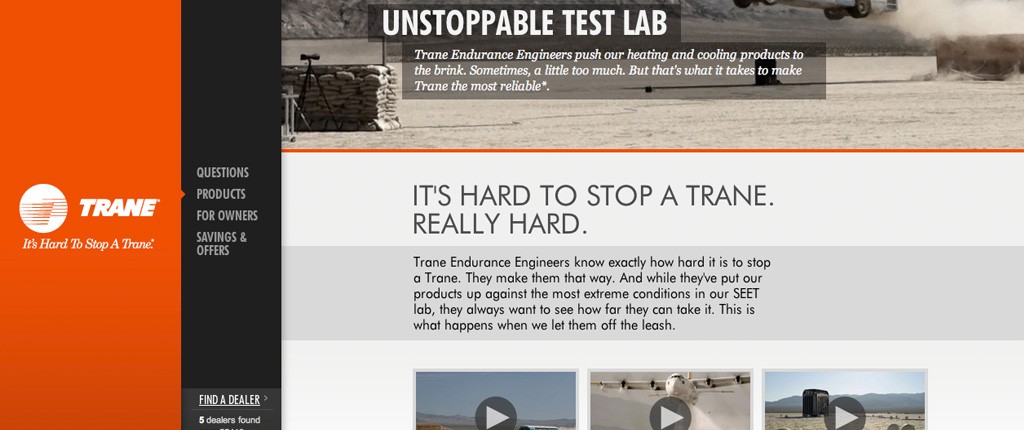 UNSTOPPABLE TEST LAB
Trane Endurance Engineers push our heating and cooling products to
the brink. Sometimes, a little too much. But that's what it takes to make
Trane the most reliable*.
TRANE
It's Hard To Stop A Trane.®
QUESTIONS
PRODUCTS
FOR OWNERS
SAVINGS &
OFFERS
FIND A DEALER >
5 dealers found
IT'S HARD TO STOP A TRANE.
REALLY HARD.
Trane Endurance Engineers know exactly how hard it is to stop
a Trane. They make them that way. And while they've put our
products up against the most extreme conditions in our SEET
lab, they always want to see how far they can take it. This is
what happens when we let them off the leash.